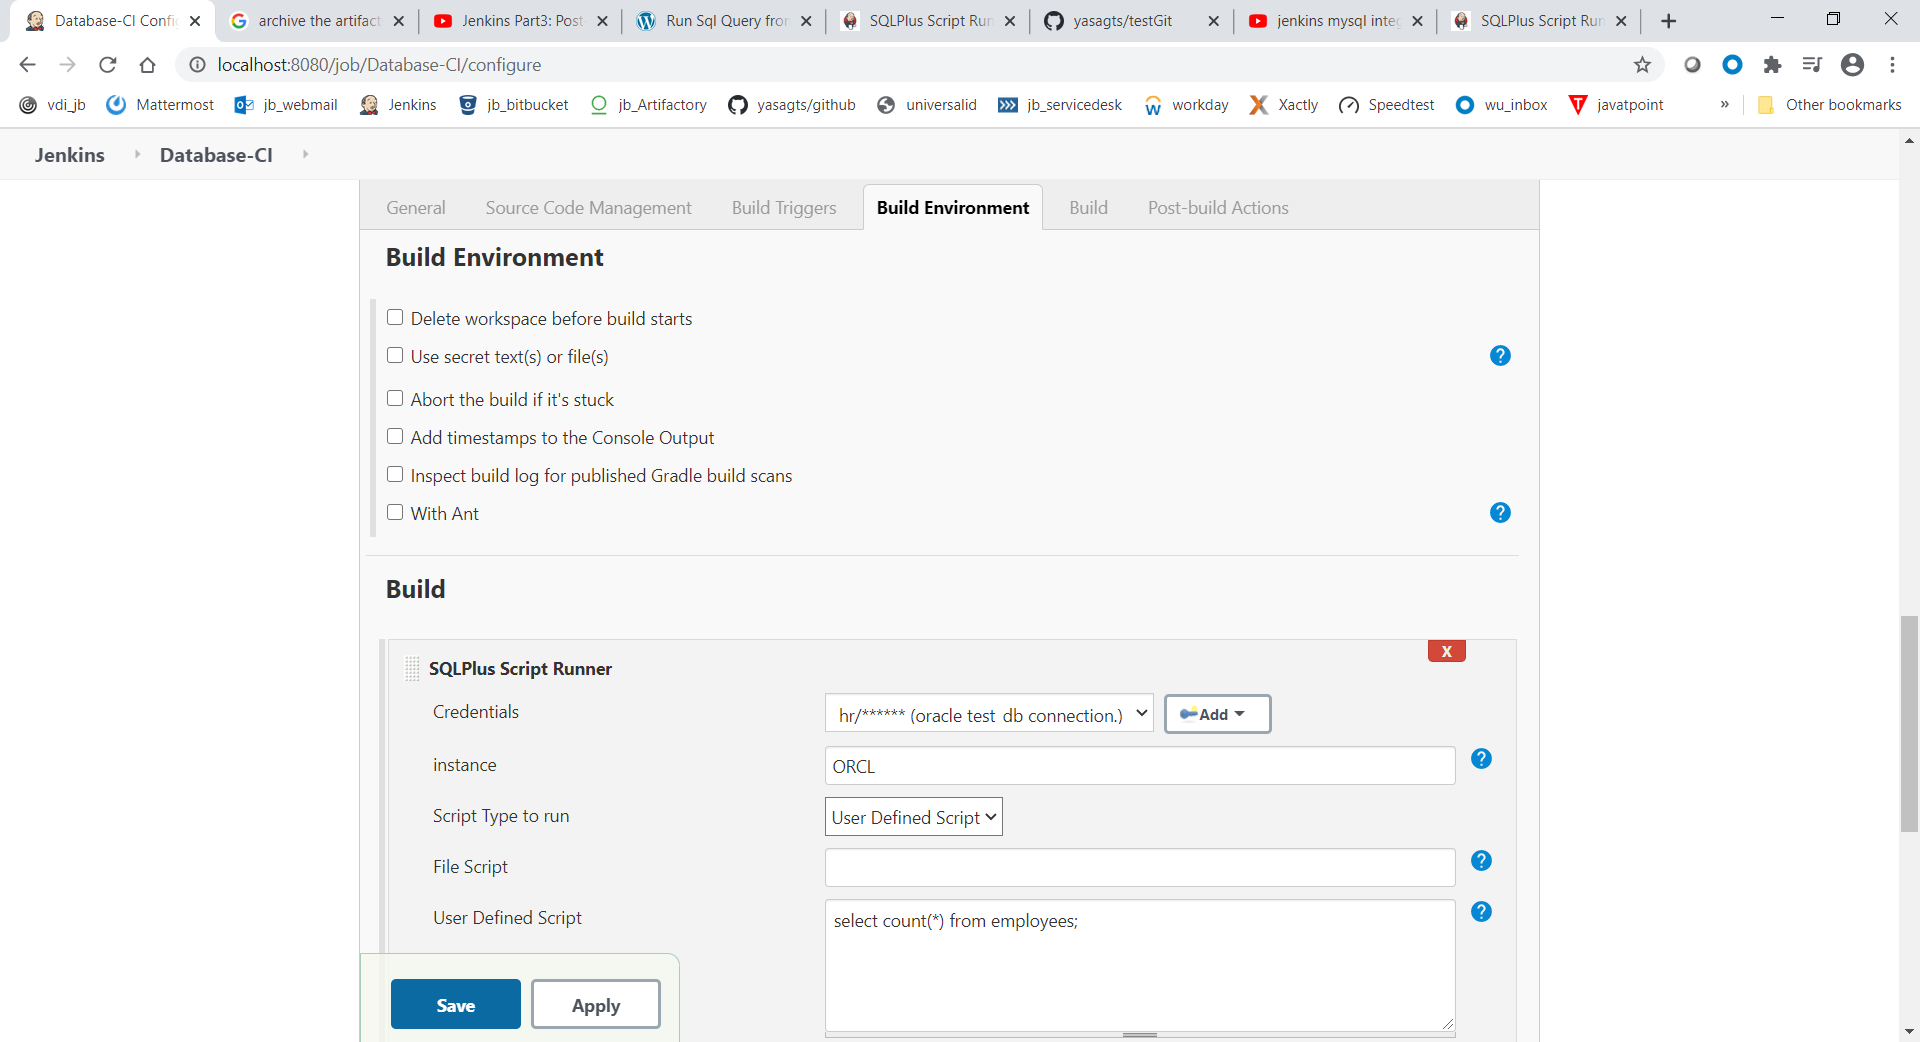 Database-CI Confi
archive the artifact
Jenkins Part3: Post
Run Sql Query fron
SQLPlus Script Run
yasagts/testGit
jenkins mysql integ
SQLPlus Script Run
localhost:8080/job/Database-CI/configure
vdi_jb
Mattermost
jb_webmail
Jenkins
jb_bitbucket
jb_Artifactory
yasagts/github
universalid
jb_servicedesk
workday
Xactly
Speedtest
wu_inbox
javatpoint
»
Other bookmarks
Jenkins
Database-CI
General
Source Code Management
Build Triggers
Build Environment
Build
Post-build Actions
Build Environment
Delete workspace before build starts
Use secret text(s) or file(s)
?
Abort the build if it's stuck
Add timestamps to the Console Output
Inspect build log for published Gradle build scans
With Ant
?
Build
X
SQLPlus Script Runner
Credentials
hr/****** (oracle test db connection.)
Add
instance
ORCL
?
Script Type to run
User Defined Script
File Script
?
User Defined Script
select count(*) from employees;
?
Save
Apply